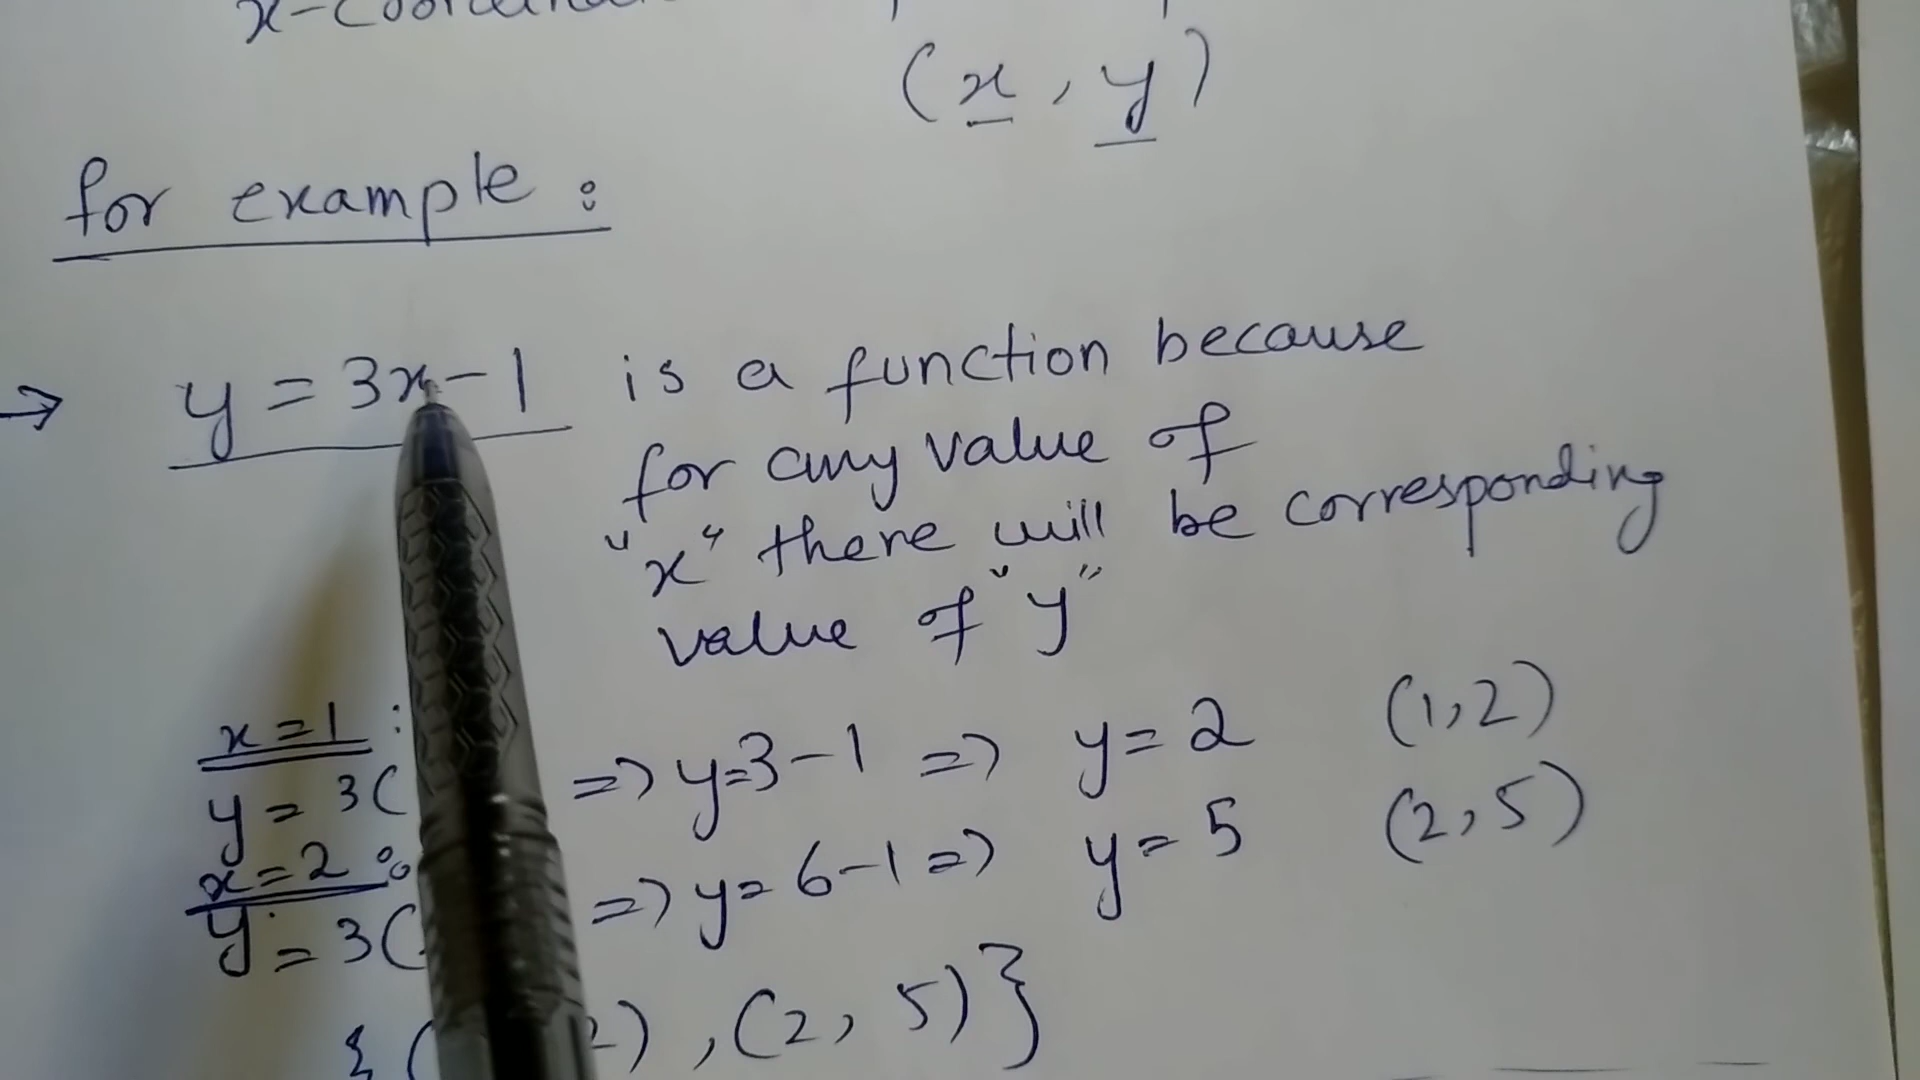 (x, y)
for example:
→ y = 3x-1 is a function because
for any value of
"x" there will be corresponding
value of "y"
x=1:
y = 3( => y=3-1 => y=2 (1,2)
x=2:
y = 3( => y=6-1 => y=5 (2,5)
{( 2), (2, 5)}